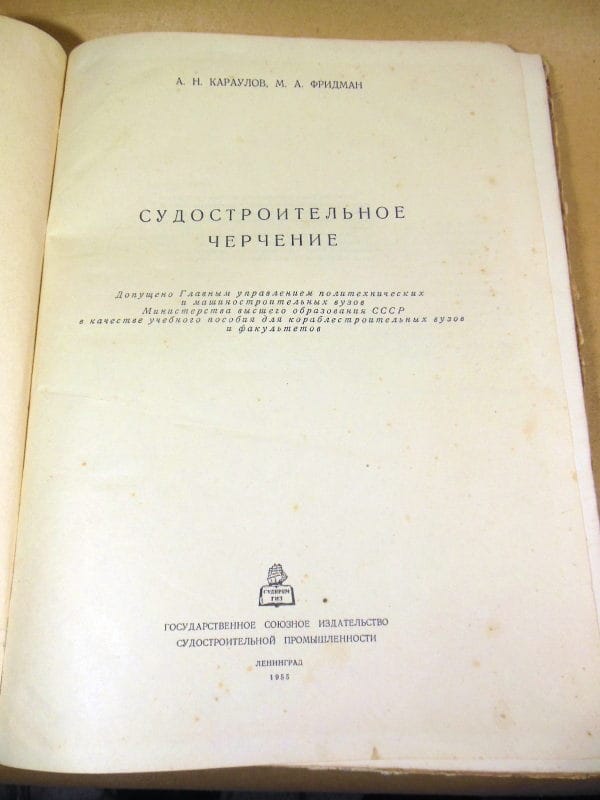 А. Н. КАРАУЛОВ, М. А. ФРИДМАН
СУДОСТРОИТЕЛЬНОЕ
ЧЕРЧЕНИЕ
Допущено Главным управлением политехнических
и машиностроительных вузов
Министерства высшего образования СССР
в качестве учебного пособия для кораблестроительных вузов
и факультетов
СУДПРОМ
ГИЗ
ГОСУДАРСТВЕННОЕ СОЮЗНОЕ ИЗДАТЕЛЬСТВО
СУДОСТРОИТЕЛЬНОЙ ПРОМЫШЛЕННОСТИ
ЛЕНИНГРАД
1955